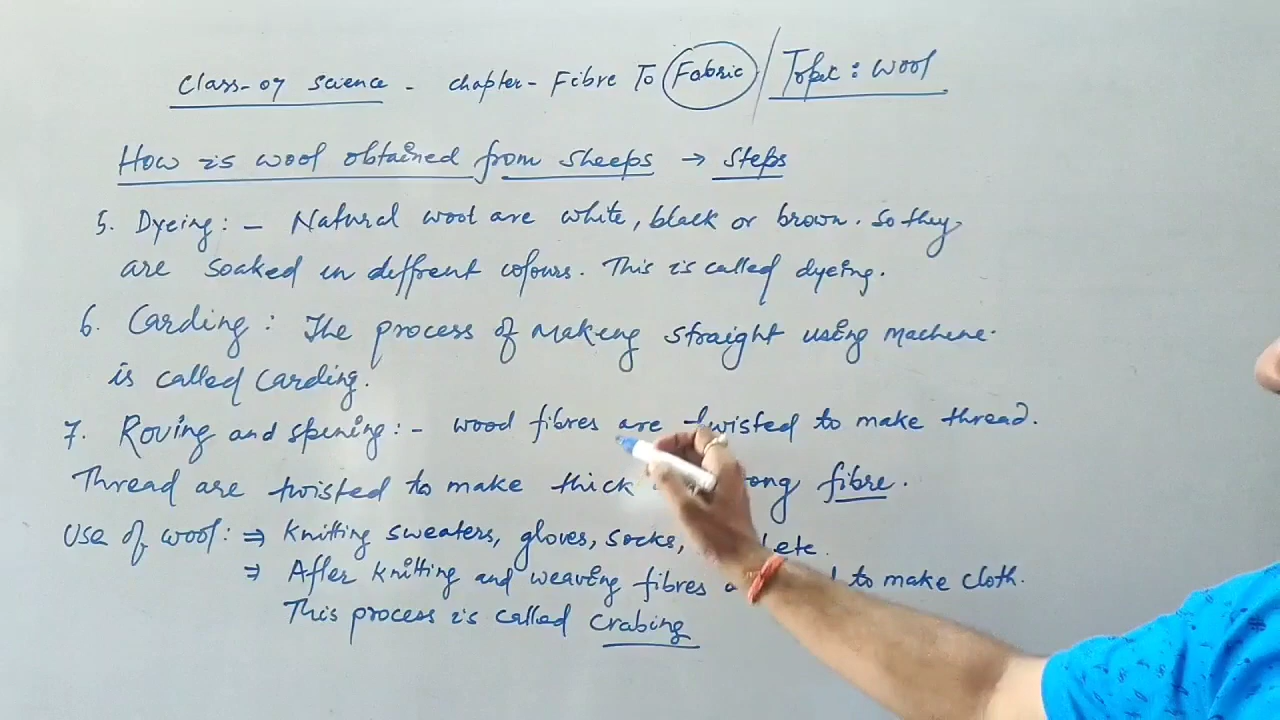 Class-07 Science - chapter- Fibre To Fabric / Topic: wool
How is wool obtained from sheeps → Steps
5. Dyeing: - Natural wool are white, black or brown. So they
are soaked in diffrent colours. This is called dyeing.
6. Carding: The process of making straight using machine
is called Carding.
7. Roving and spining: - wood fibres are twisted to make thread.
Thread are twisted to make thick ong fibre.
Use of wool: ⇒ Knitting sweaters, gloves, socks, etc.
⇒ After knitting and weaving fibres to make cloth.
This process is called Crabing